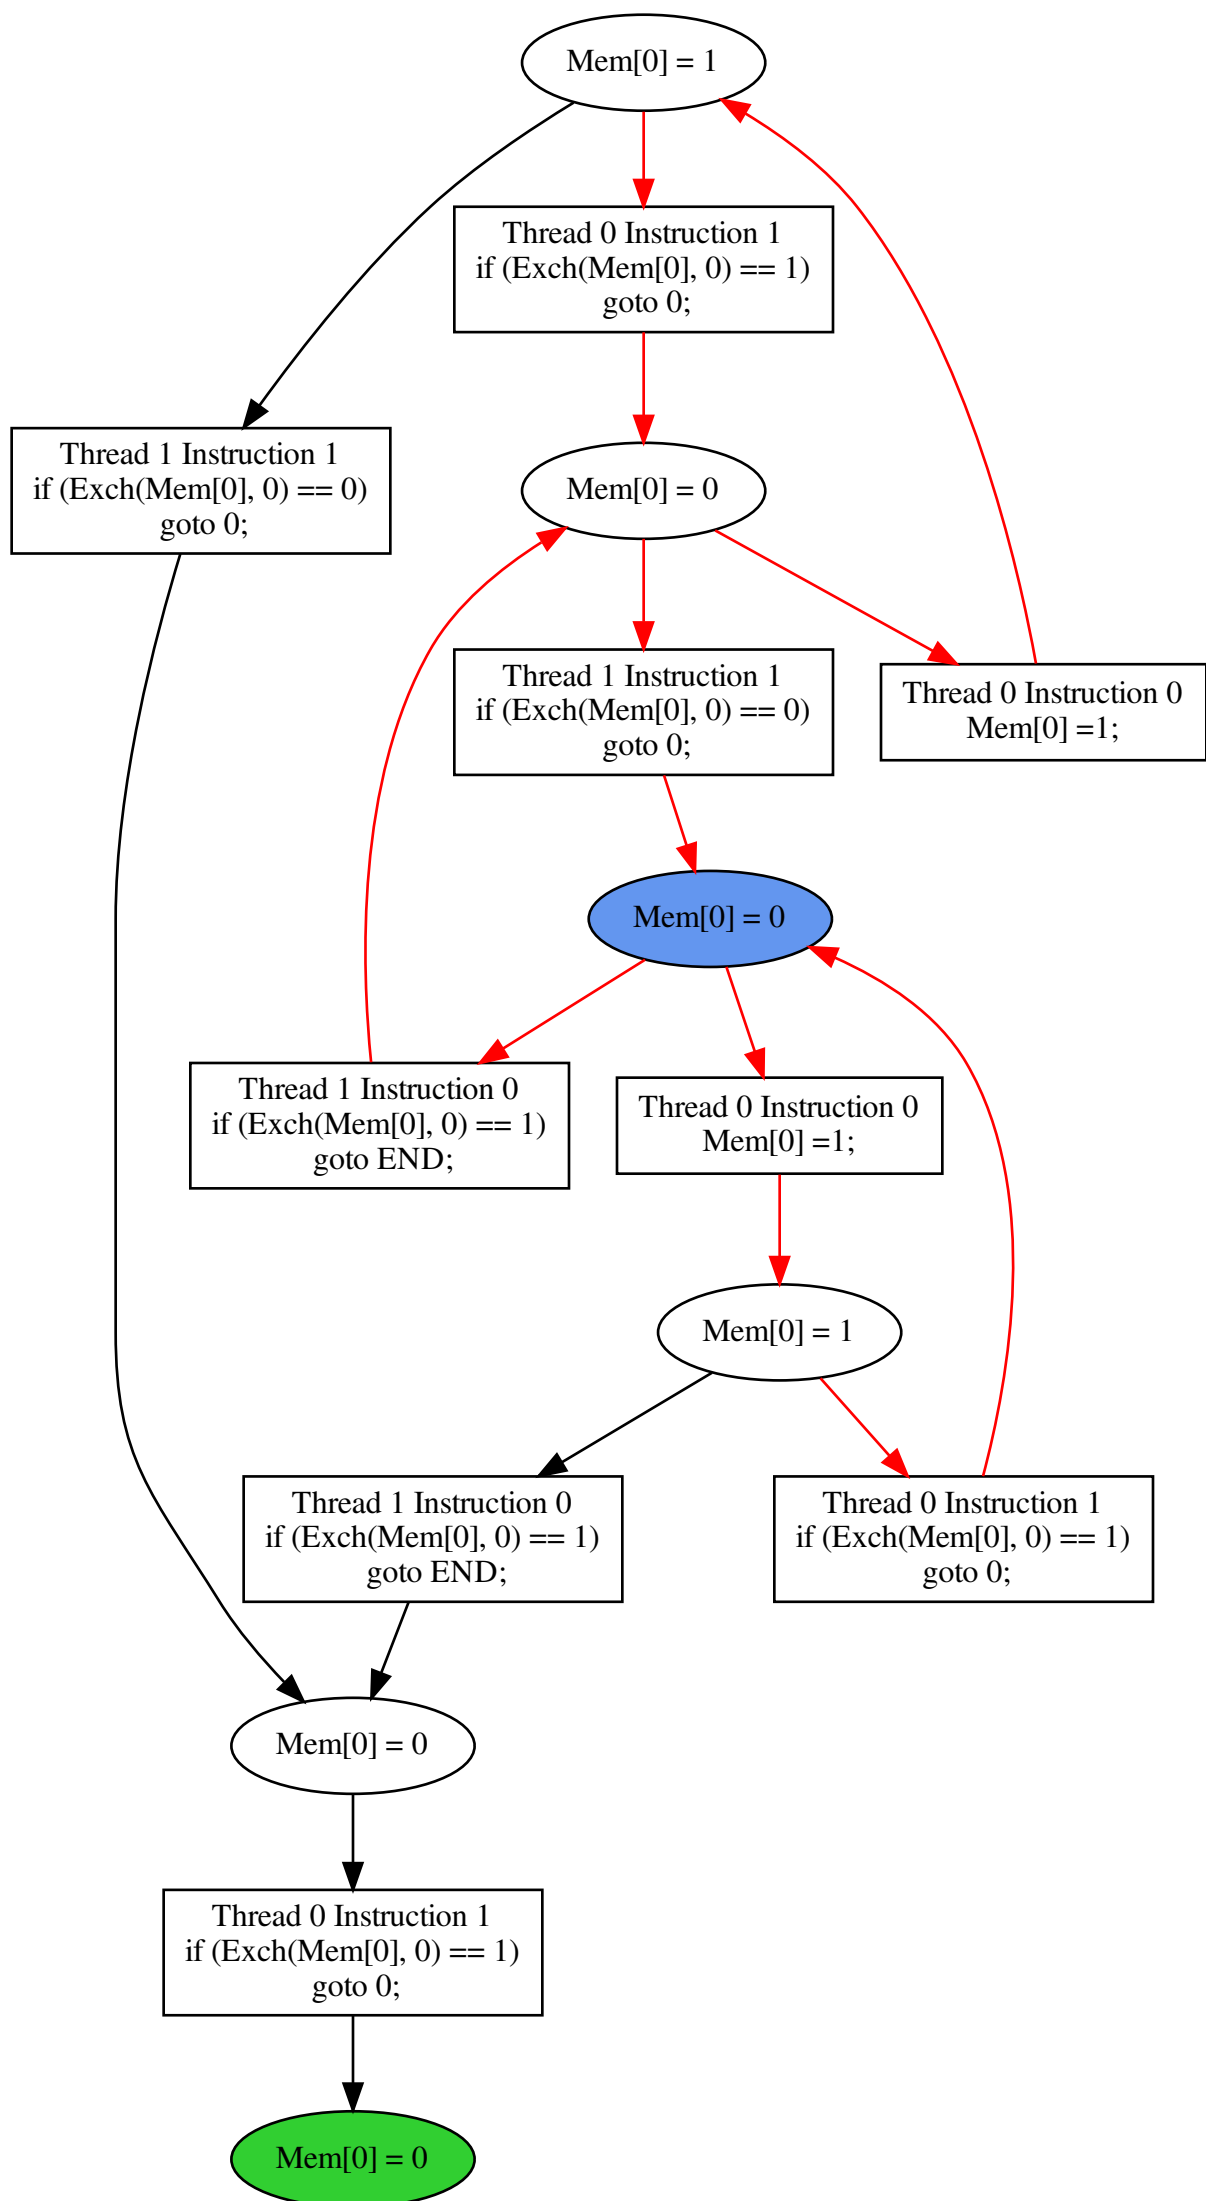 Mem[0] = 1
Thread 0 Instruction 1
if (Exch(Mem[0], 0) == 1)
goto 0;
Thread 1 Instruction 1
if (Exch(Mem[0], 0) == 0)
goto 0;
Mem[0] = 0
Thread 1 Instruction 1
if (Exch(Mem[0], 0) == 0)
goto 0;
Thread 0 Instruction 0
Mem[0] =1;
Mem[0] = 0
Thread 1 Instruction 0
if (Exch(Mem[0], 0) == 1)
goto END;
Thread 0 Instruction 0
Mem[0] =1;
Mem[0] = 1
Thread 1 Instruction 0
if (Exch(Mem[0], 0) == 1)
goto END;
Thread 0 Instruction 1
if (Exch(Mem[0], 0) == 1)
goto 0;
Mem[0] = 0
Thread 0 Instruction 1
if (Exch(Mem[0], 0) == 1)
goto 0;
Mem[0] = 0